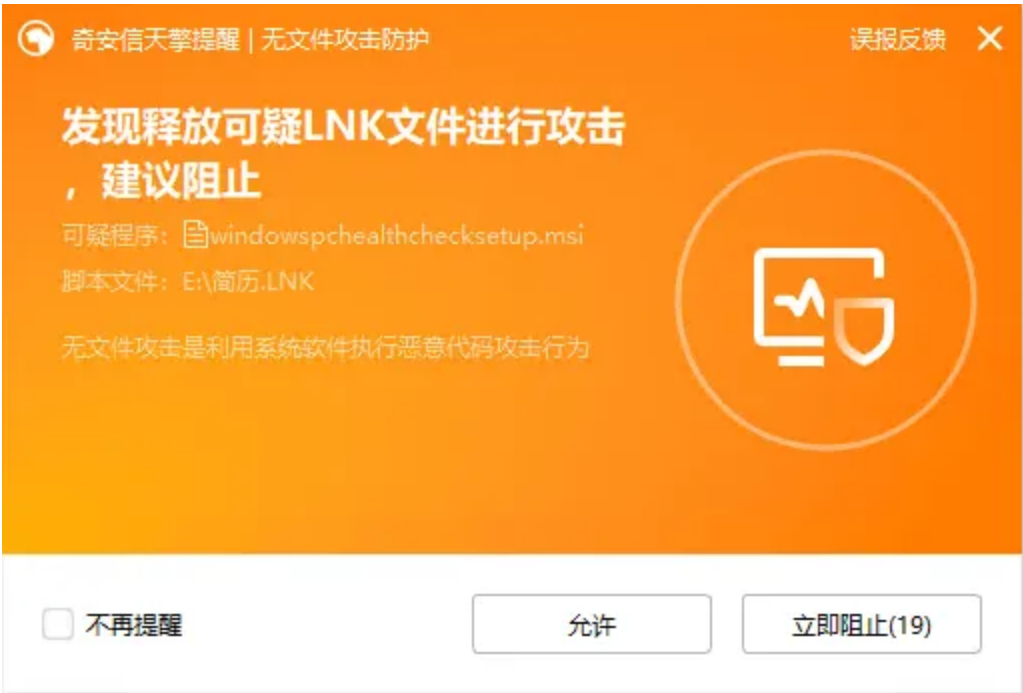 奇安信天擎提醒 | 无文件攻击防护
误报反馈
发现释放可疑LNK文件进行攻击
，建议阻止
可疑程序： windowspchealthchecksetup.msi
脚本文件： E:\简历.LNK
无文件攻击是利用系统软件执行恶意代码攻击行为
不再提醒
允许
立即阻止(19)